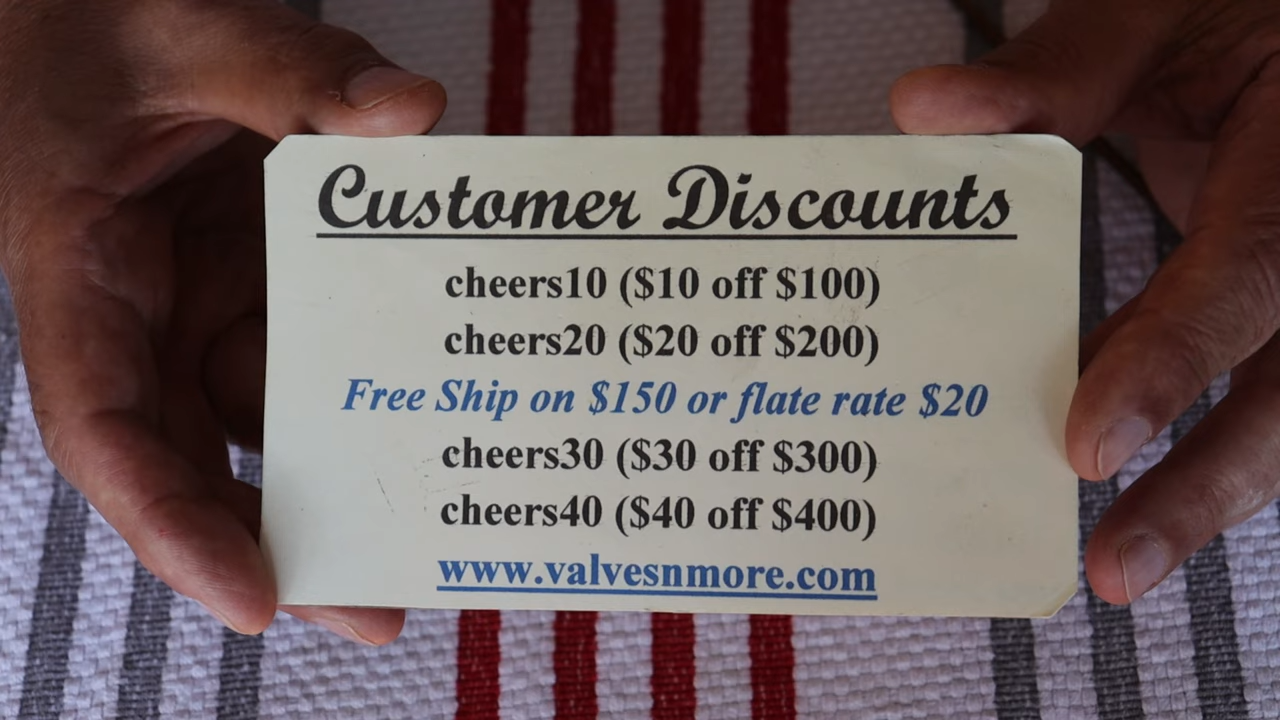 Customer Discounts
cheers10 ($10 off $100)
cheers20 ($20 off $200)
Free Ship on $150 or flate rate $20
cheers30 ($30 off $300)
cheers40 ($40 off $400)
www.valvesnmore.com